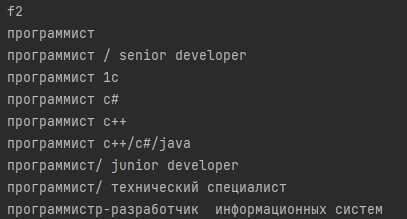 f2
программист
программист / senior developer
программист 1c
программист c#
программист c++
программист c++/c#/java
программист/ junior developer
программист/ технический специалист
программистр-разработчик  информационных систем